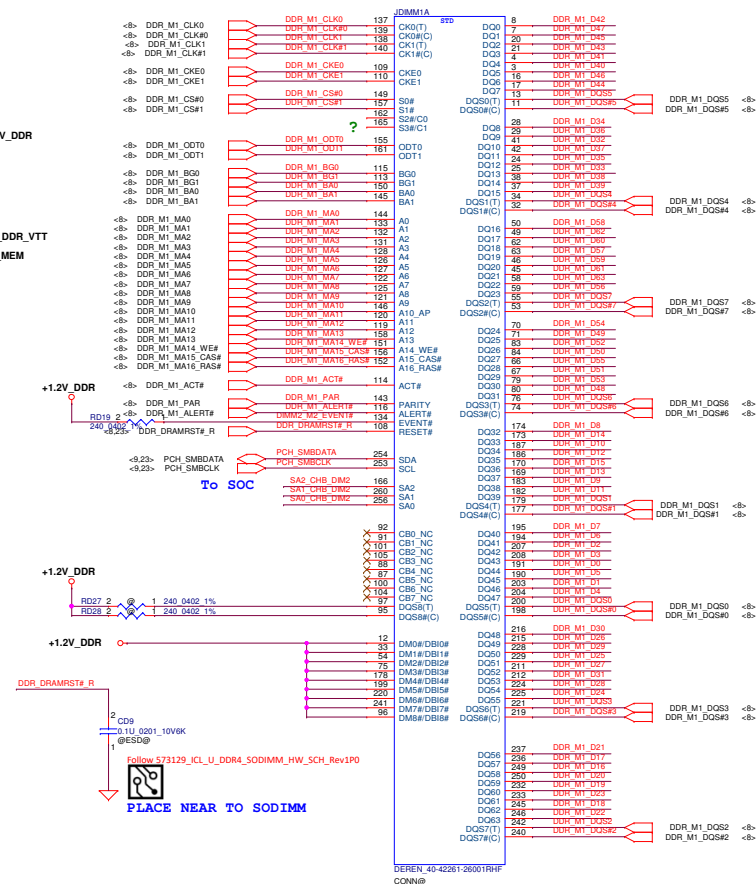 JDIMM1A
STD
<8> DDR_M1_CLK0 DDR_M1_CLK0 137 CK0(T)
<8> DDR_M1_CLK#0 DDR_M1_CLK#0 139 CK0#(C)
<8> DDR_M1_CLK1 DDR_M1_CLK1 138 CK1(T)
<8> DDR_M1_CLK#1 DDR_M1_CLK#1 140 CK1#(C)
<8> DDR_M1_CKE0 DDR_M1_CKE0 109 CKE0
<8> DDR_M1_CKE1 DDR_M1_CKE1 110 CKE1
<8> DDR_M1_CS#0 DDR_M1_CS#0 149 S0#
<8> DDR_M1_CS#1 DDR_M1_CS#1 157 S1#
162 S2#/C0
? 165 S3#/C1
V_DDR
<8> DDR_M1_ODT0 DDR_M1_ODT0 155 ODT0
<8> DDR_M1_ODT1 DDR_M1_ODT1 161 ODT1
<8> DDR_M1_BG0 DDR_M1_BG0 115 BG0
<8> DDR_M1_BG1 DDR_M1_BG1 113 BG1
<8> DDR_M1_BA0 DDR_M1_BA0 150 BA0
<8> DDR_M1_BA1 DDR_M1_BA1 145 BA1
_DDR_VTT
_MEM
<8> DDR_M1_MA0 DDR_M1_MA0 144 A0
<8> DDR_M1_MA1 DDR_M1_MA1 133 A1
<8> DDR_M1_MA2 DDR_M1_MA2 132 A2
<8> DDR_M1_MA3 DDR_M1_MA3 131 A3
<8> DDR_M1_MA4 DDR_M1_MA4 128 A4
<8> DDR_M1_MA5 DDR_M1_MA5 126 A5
<8> DDR_M1_MA6 DDR_M1_MA6 127 A6
<8> DDR_M1_MA7 DDR_M1_MA7 122 A7
<8> DDR_M1_MA8 DDR_M1_MA8 125 A8
<8> DDR_M1_MA9 DDR_M1_MA9 121 A9
<8> DDR_M1_MA10 DDR_M1_MA10 146 A10_AP
<8> DDR_M1_MA11 DDR_M1_MA11 120 A11
<8> DDR_M1_MA12 DDR_M1_MA12 119 A12
<8> DDR_M1_MA13 DDR_M1_MA13 158 A13
<8> DDR_M1_MA14_WE# DDR_M1_MA14_WE# 151 A14_WE#
<8> DDR_M1_MA15_CAS# DDR_M1_MA15_CAS# 156 A15_CAS#
<8> DDR_M1_MA16_RAS# DDR_M1_MA16_RAS# 152 A16_RAS#
<8> DDR_M1_ACT# DDR_M1_ACT# 114 ACT#
+1.2V_DDR
<8> DDR_M1_PAR DDR_M1_PAR 143 PARITY
<8> DDR_M1_ALERT# DDR_M1_ALERT# 116 ALERT#
RD19 2 1 DIMM2_M2_EVENT# 134 EVENT#
240_0402_1%
<8,23> DDR_DRAMRST#_R DDR_DRAMRST#_R 108 RESET#
<9,23> PCH_SMBDATA PCH_SMBDATA 254 SDA
<9,23> PCH_SMBCLK PCH_SMBCLK 253 SCL
To SOC
SA2_CHB_DIM2 166 SA2
SA1_CHB_DIM2 260 SA1
SA0_CHB_DIM2 256 SA0
92 CB0_NC
91 CB1_NC
101 CB2_NC
105 CB3_NC
88 CB4_NC
87 CB5_NC
100 CB6_NC
104 CB7_NC
+1.2V_DDR
RD27 2 @ 1 240_0402_1% 97 DQS8(T)
RD28 2 @ 1 240_0402_1% 95 DQS8#(C)
+1.2V_DDR
12 DM0#/DBI0#
33 DM1#/DBI1#
54 DM2#/DBI2#
75 DM3#/DBI3#
178 DM4#/DBI4#
199 DM5#/DBI5#
220 DM6#/DBI6#
241 DM7#/DBI7#
96 DM8#/DBI8#
DQ0 8 DDR_M1_D42
DQ1 7 DDR_M1_D47
DQ2 20 DDR_M1_D45
DQ3 21 DDR_M1_D43
DQ4 4 DDR_M1_D41
DQ5 3 DDR_M1_D40
DQ6 16 DDR_M1_D46
DQ7 17 DDR_M1_D44
DQS0(T) 13 DDR_M1_DQS5 DDR_M1_DQS5 <8>
DQS0#(C) 11 DDR_M1_DQS#5 DDR_M1_DQS#5 <8>
DQ8 28 DDR_M1_D34
DQ9 29 DDR_M1_D36
DQ10 41 DDR_M1_D32
DQ11 42 DDR_M1_D37
DQ12 24 DDR_M1_D35
DQ13 25 DDR_M1_D33
DQ14 38 DDR_M1_D38
DQ15 37 DDR_M1_D39
DQS1(T) 34 DDR_M1_DQS4 DDR_M1_DQS4 <8>
DQS1#(C) 32 DDR_M1_DQS#4 DDR_M1_DQS#4 <8>
DQ16 50 DDR_M1_D58
DQ17 49 DDR_M1_D62
DQ18 62 DDR_M1_D60
DQ19 63 DDR_M1_D57
DQ20 46 DDR_M1_D59
DQ21 45 DDR_M1_D61
DQ22 58 DDR_M1_D63
DQ23 59 DDR_M1_D56
DQS2(T) 55 DDR_M1_DQS7 DDR_M1_DQS7 <8>
DQS2#(C) 53 DDR_M1_DQS#7 DDR_M1_DQS#7 <8>
DQ24 70 DDR_M1_D54
DQ25 71 DDR_M1_D49
DQ26 83 DDR_M1_D52
DQ27 84 DDR_M1_D50
DQ28 66 DDR_M1_D55
DQ29 67 DDR_M1_D51
DQ30 79 DDR_M1_D53
DQ31 80 DDR_M1_D48
DQS3(T) 76 DDR_M1_DQS6 DDR_M1_DQS6 <8>
DQS3#(C) 74 DDR_M1_DQS#6 DDR_M1_DQS#6 <8>
DQ32 174 DDR_M1_D8
DQ33 173 DDR_M1_D14
DQ34 187 DDR_M1_D10
DQ35 186 DDR_M1_D12
DQ36 170 DDR_M1_D15
DQ37 169 DDR_M1_D13
DQ38 183 DDR_M1_D9
DQ39 182 DDR_M1_D11
DQS4(T) 179 DDR_M1_DQS1 DDR_M1_DQS1 <8>
DQS4#(C) 177 DDR_M1_DQS#1 DDR_M1_DQS#1 <8>
DQ40 195 DDR_M1_D7
DQ41 194 DDR_M1_D6
DQ42 207 DDR_M1_D2
DQ43 208 DDR_M1_D3
DQ44 191 DDR_M1_D0
DQ45 190 DDR_M1_D5
DQ46 203 DDR_M1_D1
DQ47 204 DDR_M1_D4
DQS5(T) 200 DDR_M1_DQS0 DDR_M1_DQS0 <8>
DQS5#(C) 198 DDR_M1_DQS#0 DDR_M1_DQS#0 <8>
DQ48 216 DDR_M1_D30
DQ49 215 DDR_M1_D26
DQ50 228 DDR_M1_D29
DQ51 229 DDR_M1_D25
DQ52 211 DDR_M1_D27
DQ53 212 DDR_M1_D31
DQ54 224 DDR_M1_D28
DQ55 225 DDR_M1_D24
DQS6(T) 221 DDR_M1_DQS3 DDR_M1_DQS3 <8>
DQS6#(C) 219 DDR_M1_DQS#3 DDR_M1_DQS#3 <8>
DQ56 237 DDR_M1_D21
DQ57 236 DDR_M1_D17
DQ58 249 DDR_M1_D16
DQ59 250 DDR_M1_D20
DQ60 232 DDR_M1_D19
DQ61 233 DDR_M1_D23
DQ62 245 DDR_M1_D18
DQ63 246 DDR_M1_D22
DQS7(T) 242 DDR_M1_DQS2 DDR_M1_DQS2 <8>
DQS7#(C) 240 DDR_M1_DQS#2 DDR_M1_DQS#2 <8>
DDR_DRAMRST#_R
2
CD9
0.1U_0201_10V6K
@ESD@
1
Follow 573129_ICL_U_DDR4_SODIMM_HW_SCH_Rev1P0
PLACE NEAR TO SODIMM
DEREN_40-42261-26001RHF
CONN@